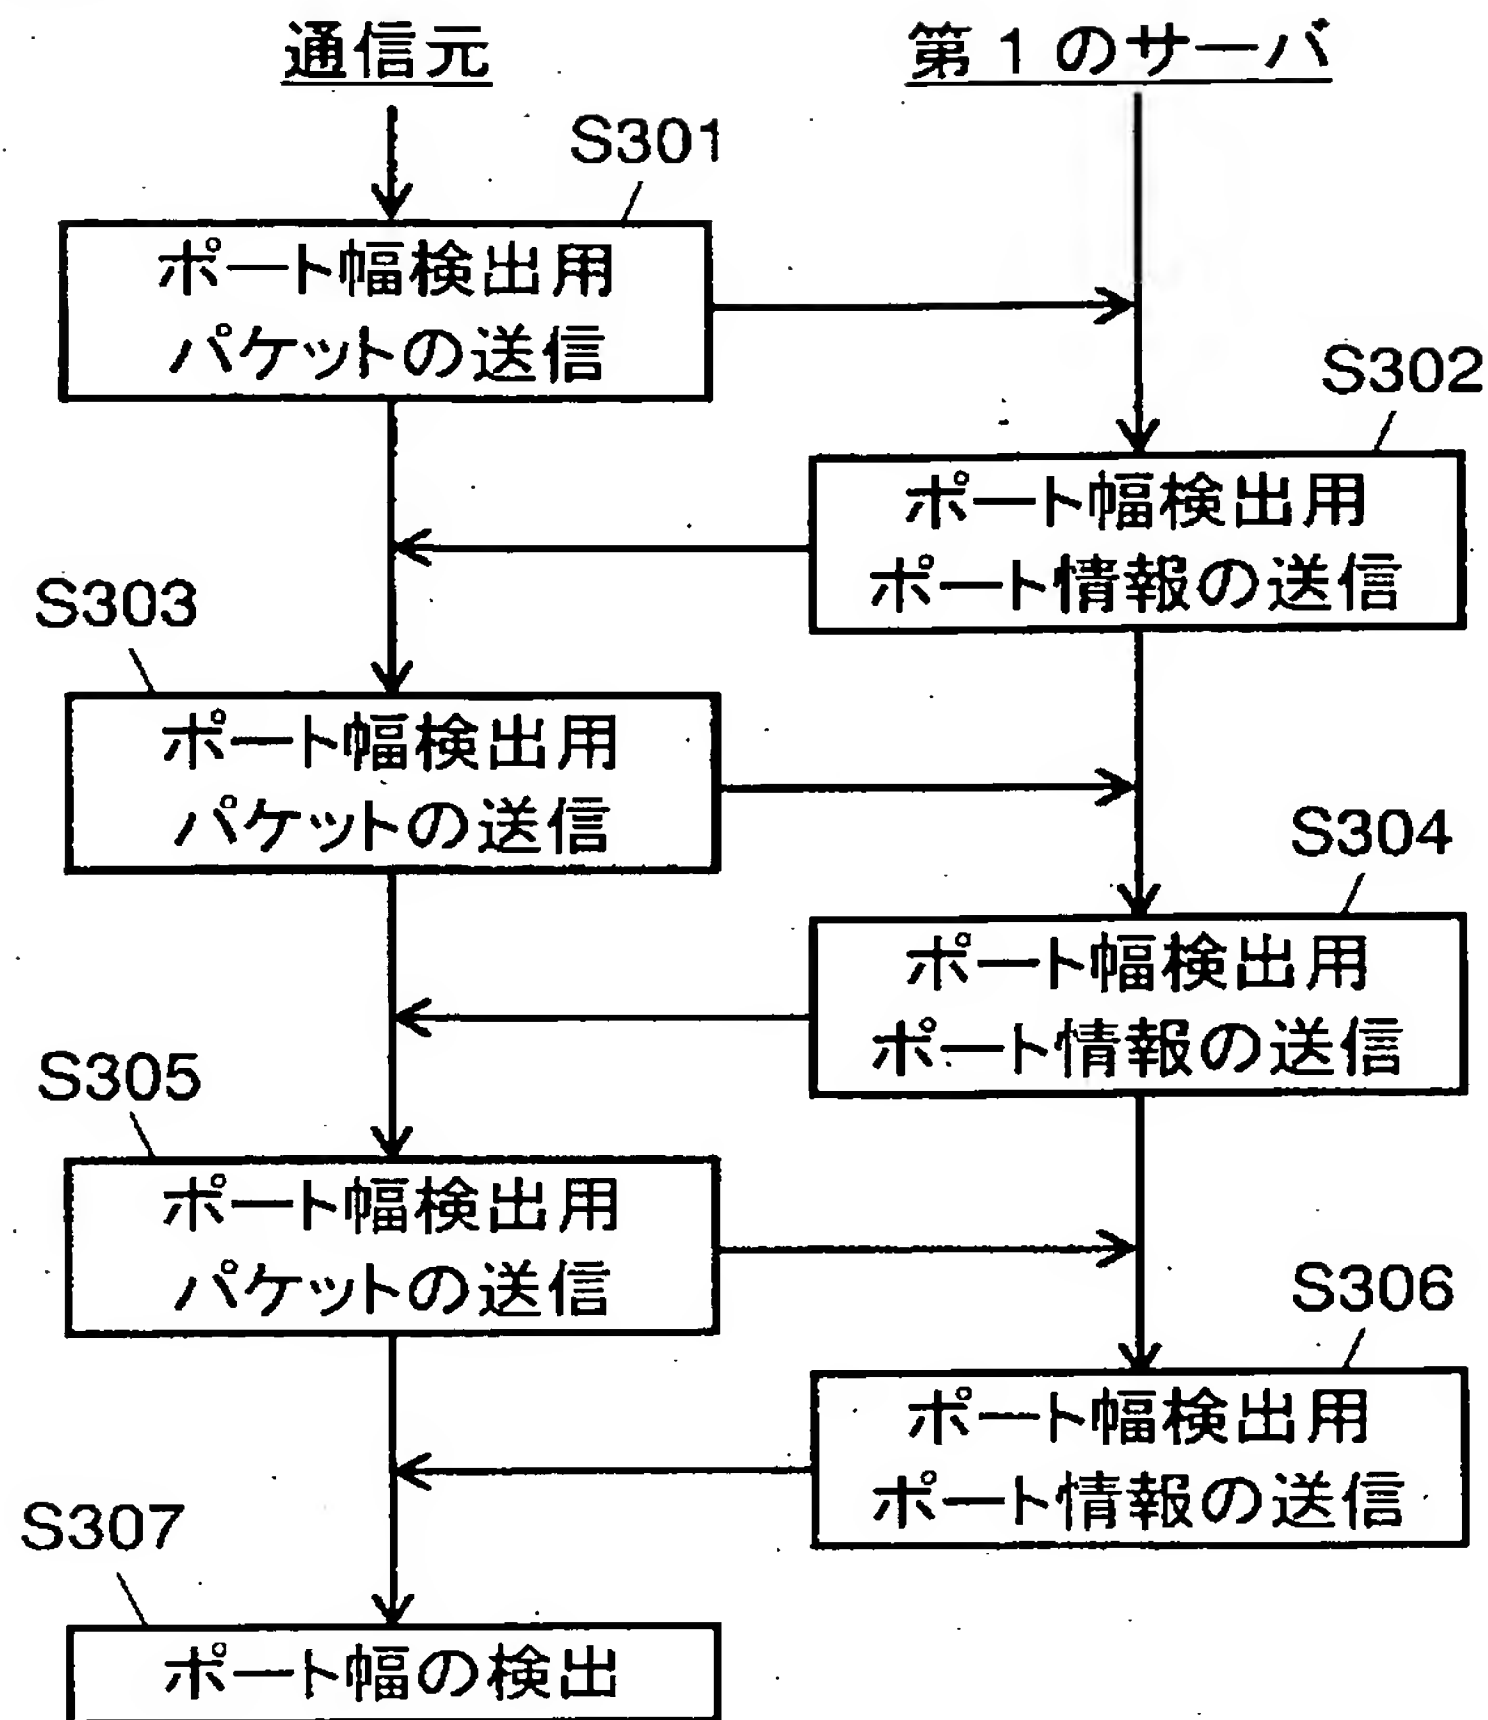 通信元
第1のサーバ
S301
ポート幅検出用
パケットの送信
S302
ポート幅検出用
ポート情報の送信
S303
ポート幅検出用
パケットの送信
S304
ポート幅検出用
ポート情報の送信
S305
ポート幅検出用
パケットの送信
S306
ポート幅検出用
ポート情報の送信
S307
ポート幅の検出